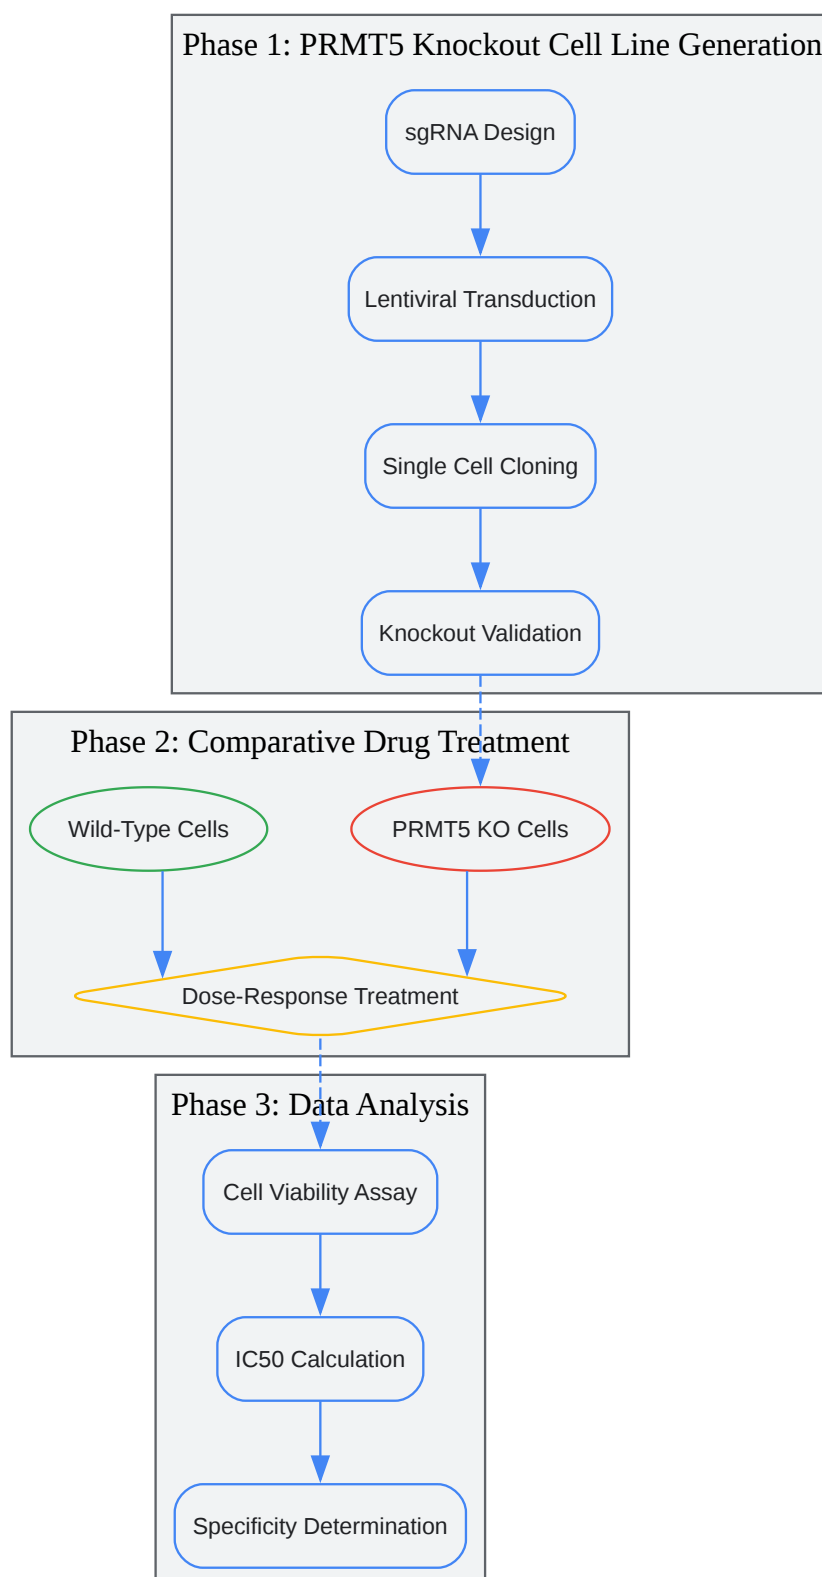 Phase 1: PRMT5 Knockout Cell Line Generation
sgRNA Design
Lentiviral Transduction
Single Cell Cloning
Knockout Validation
Phase 2: Comparative Drug Treatment
Wild-Type Cells
PRMT5 KO Cells
Dose-Response Treatment
Phase 3: Data Analysis
Cell Viability Assay
IC50 Calculation
Specificity Determination